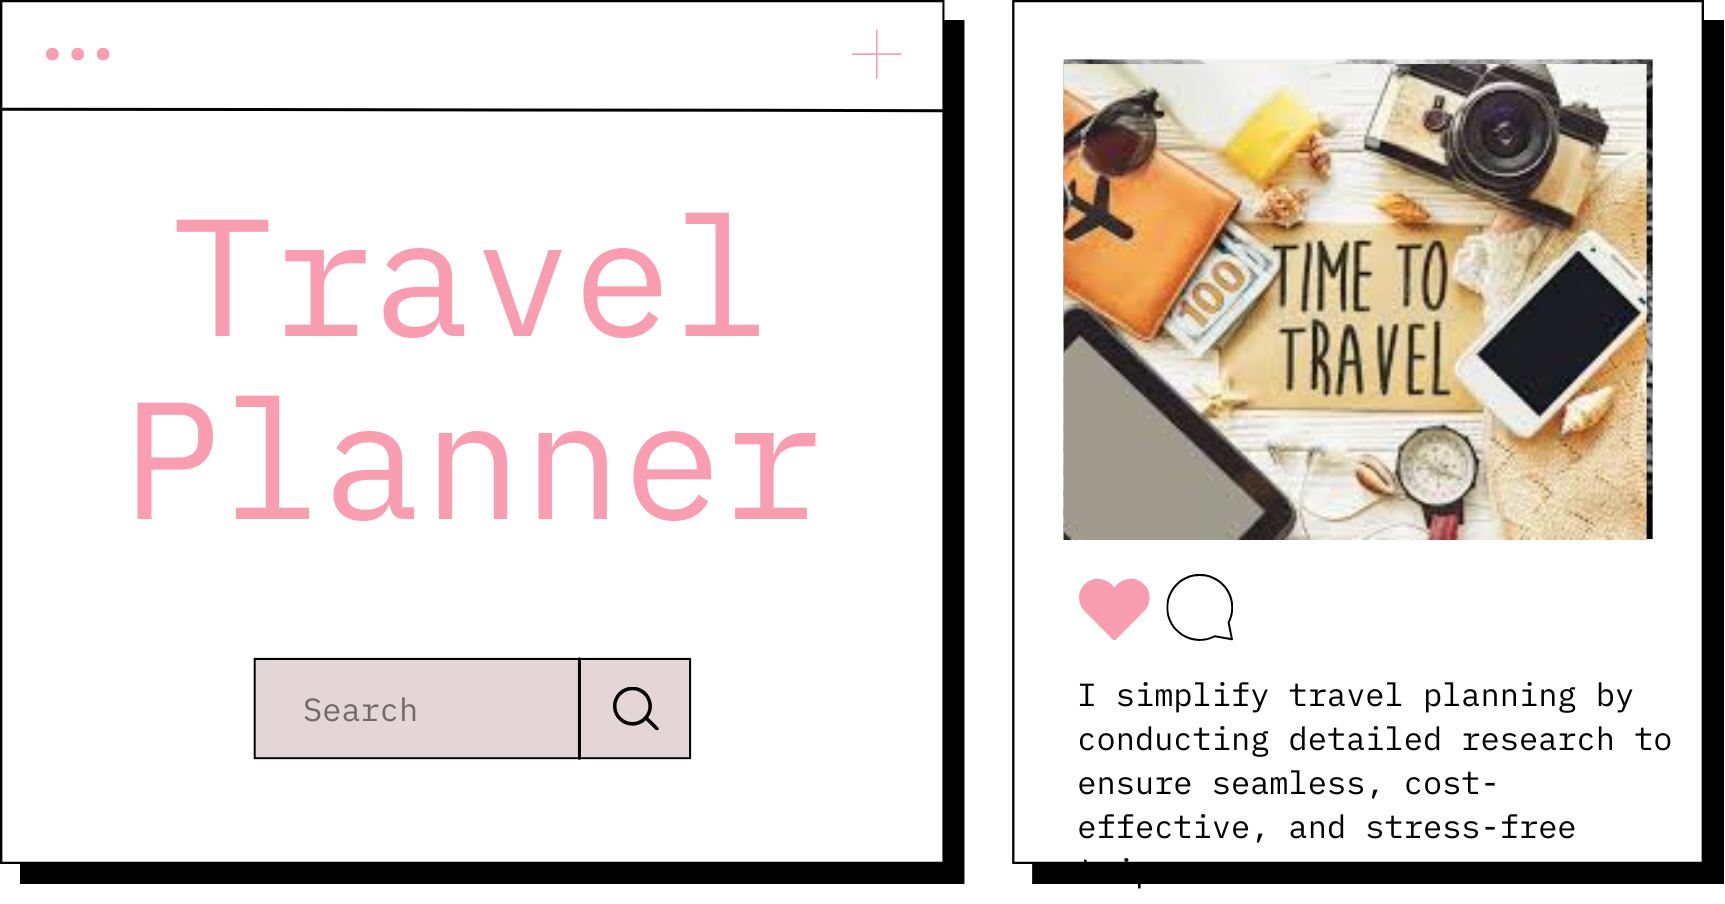 Travel
Planner
Search
100
TIME TO
TRAVEL
I simplify travel planning by
conducting detailed research to
ensure seamless, cost-
effective, and stress-free